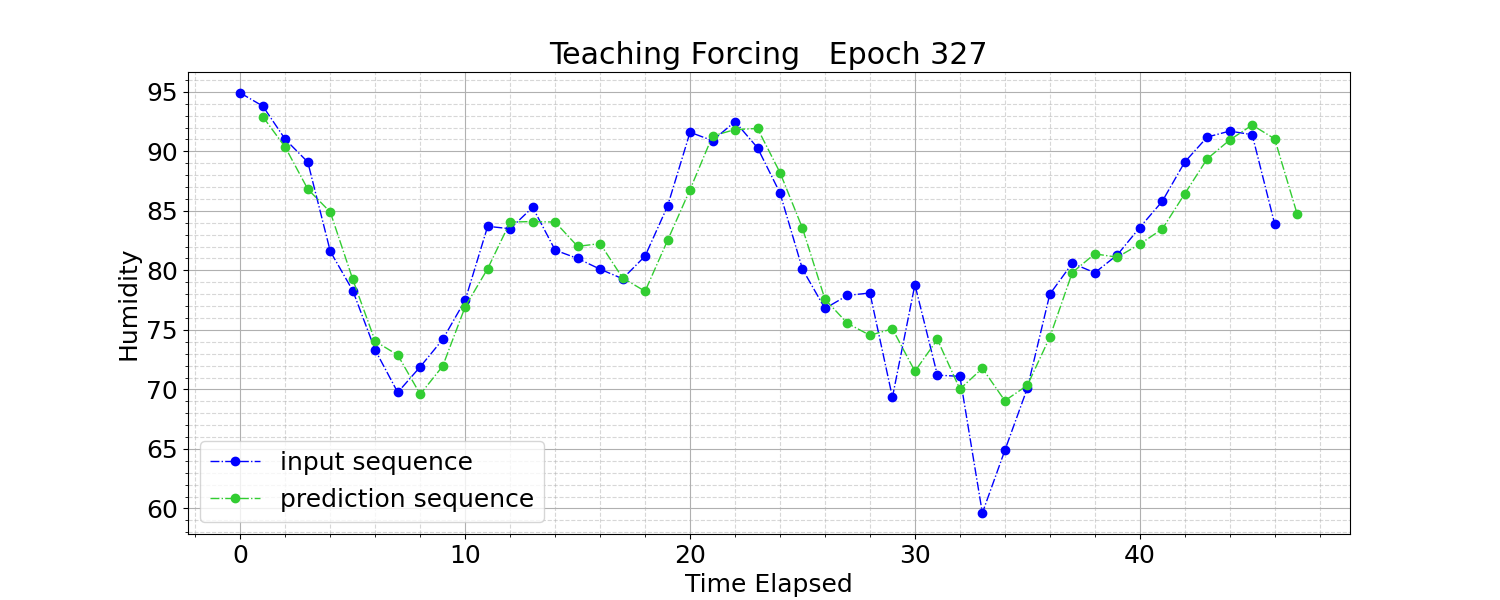 Teaching Forcing   Epoch 327
95
90
85
80
75
70
65
60
Humidity
input sequence
prediction sequence
0 10 20 30 40
Time Elapsed